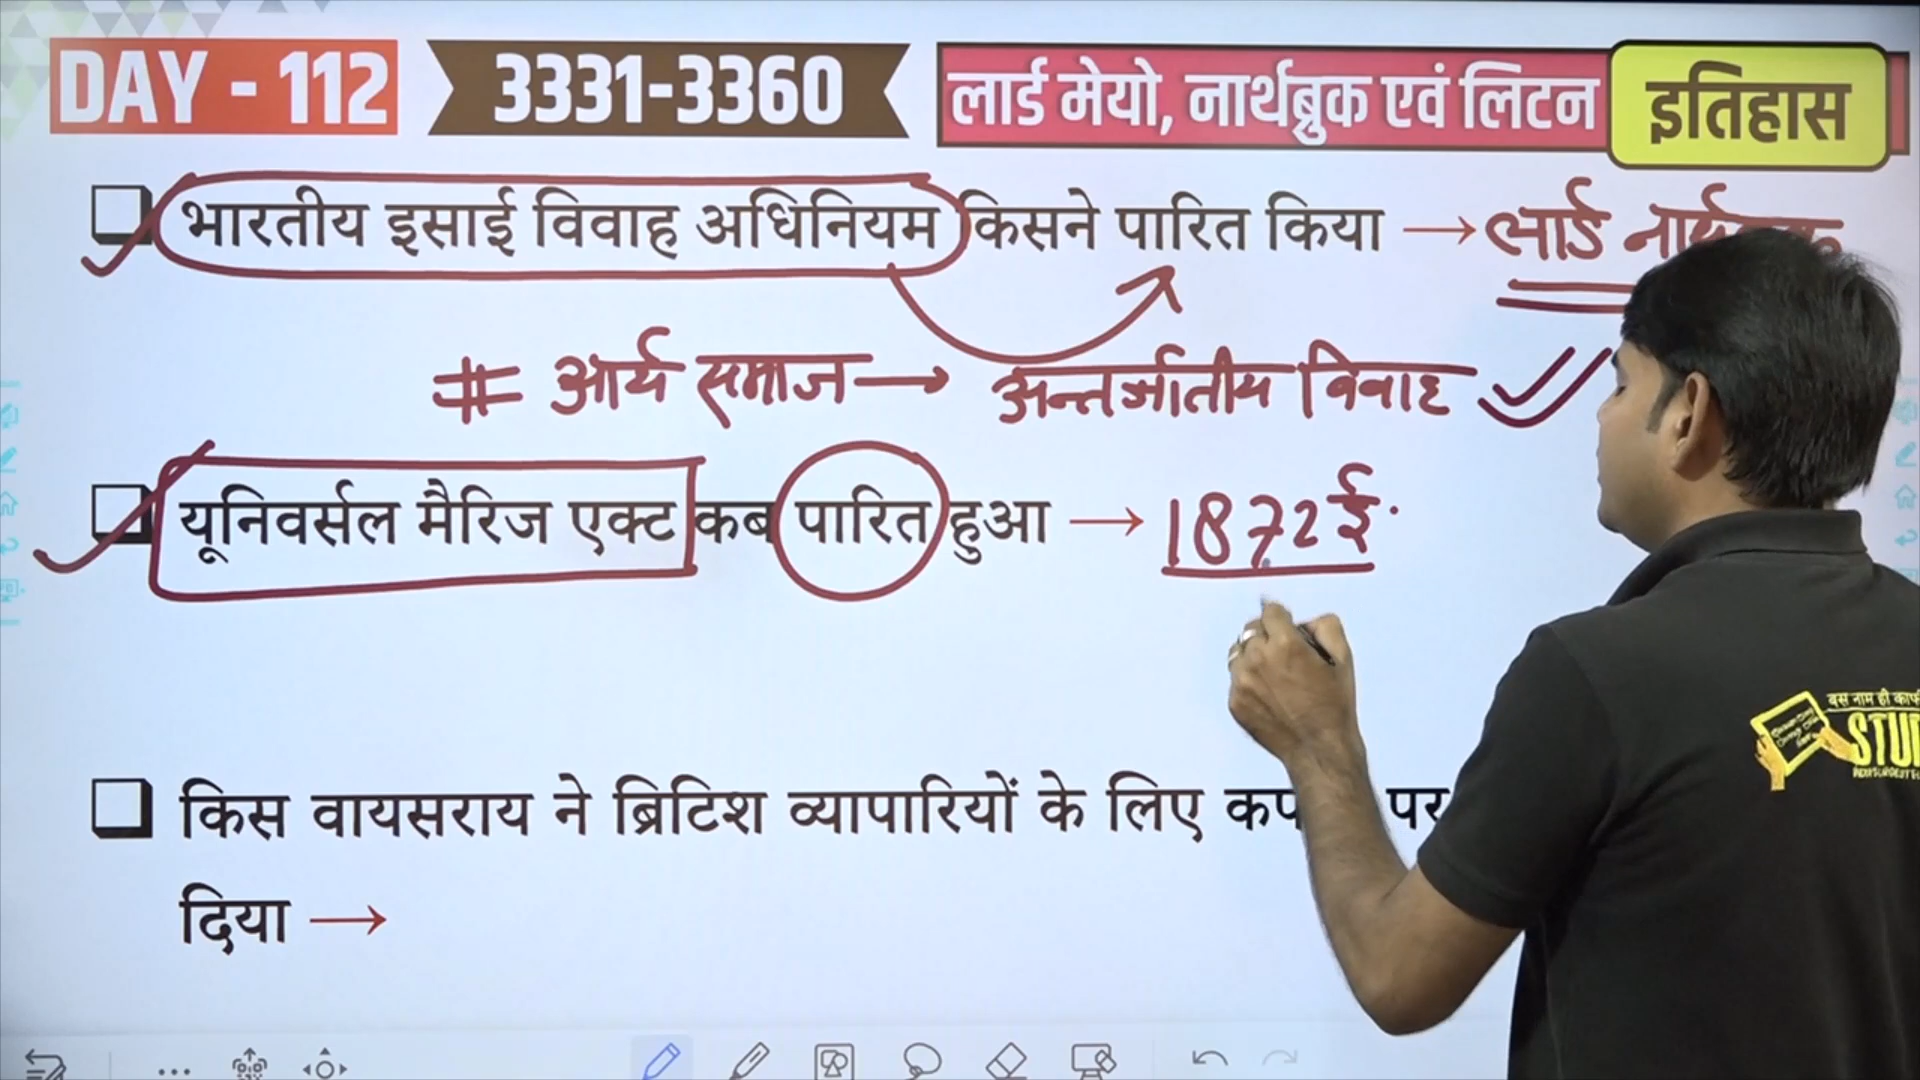 DAY - 112 3331-3360 लार्ड मेयो, नार्थब्रुक एवं लिटन इतिहास
भारतीय इसाई विवाह अधिनियम किसने पारित किया → लार्ड
# आर्य समाज → अन्तर्जातीय विवाह
यूनिवर्सल मैरिज एक्ट कब पारित हुआ → 1872 ई.
किस वायसराय ने ब्रिटिश व्यापारियों के लिए पर
दिया →
बस नाम ही